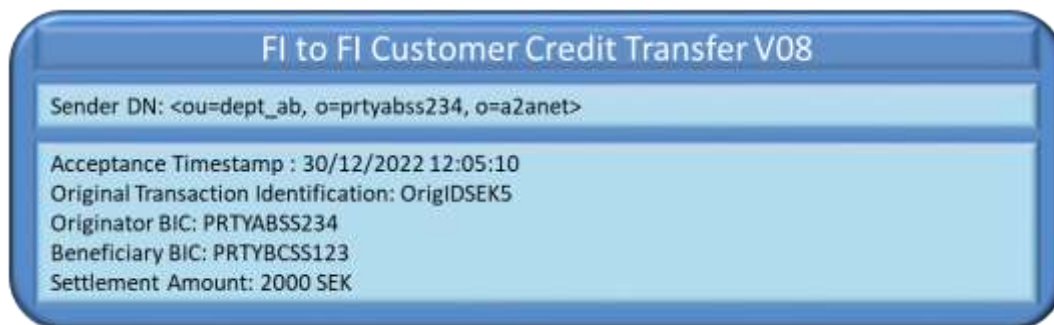 FI to FI Customer Credit Transfer V08
Sender DN: <ou=dept_ab, o=prtyabss234, o=a2anet>
Acceptance Timestamp : 30/12/2022 12:05:10
Original Transaction Identification: OrigIDSEK5
Originator BIC: PRTYABSS234
Beneficiary BIC: PRTYBCSS123
Settlement Amount: 2000 SEK